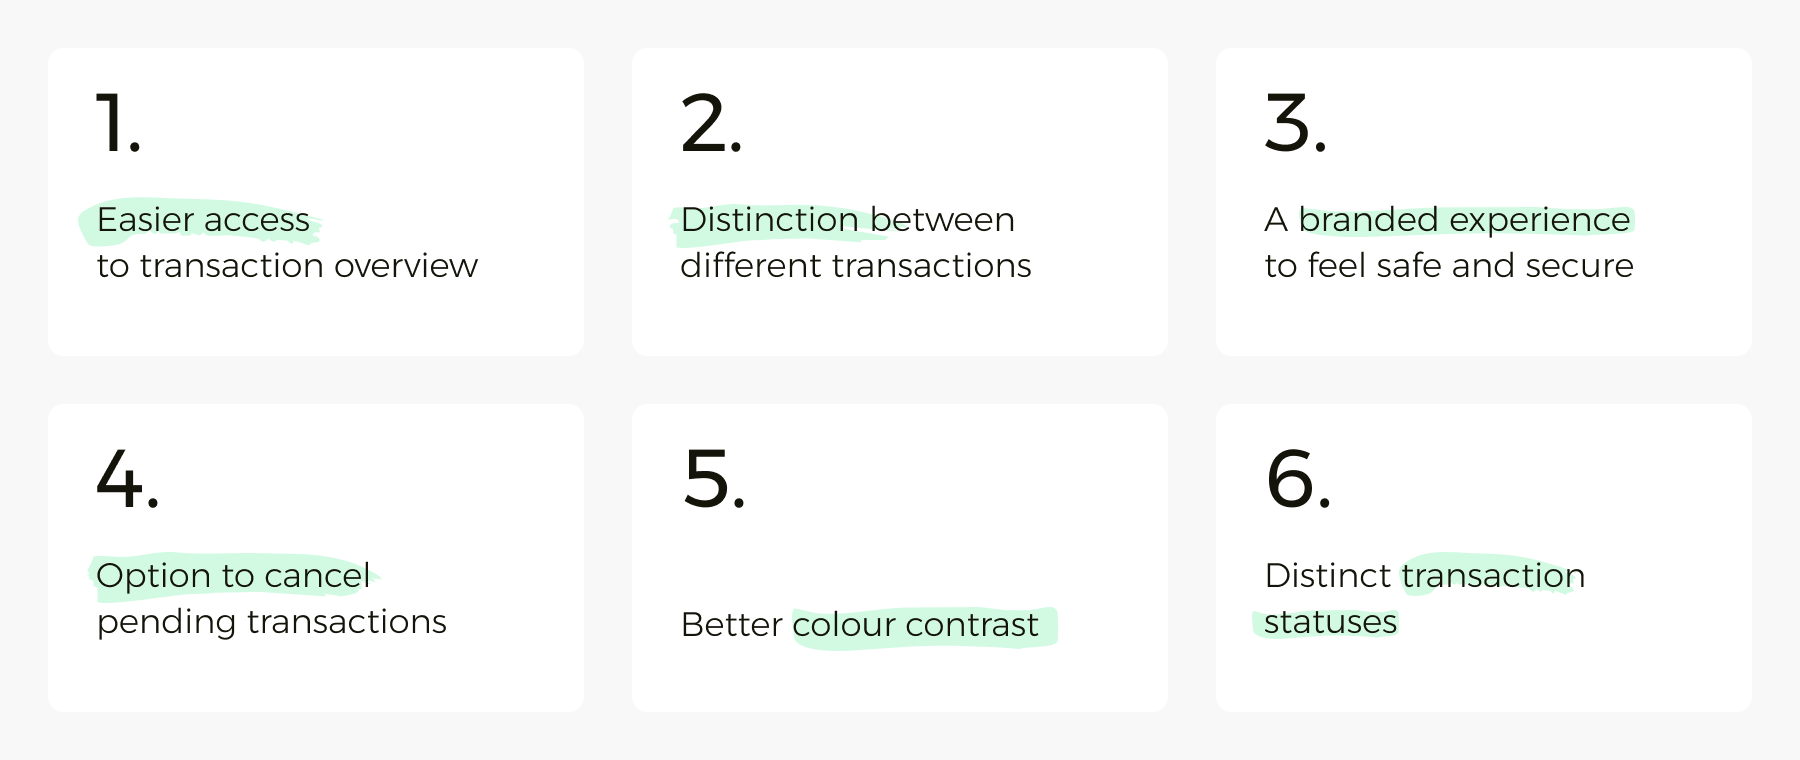 1.
Easier access
to transaction overview
2.
Distinction between
different transactions
3.
A branded experience
to feel safe and secure
4.
Option to cancel
pending transactions
5.
Better colour contrast
6.
Distinct transaction
statuses